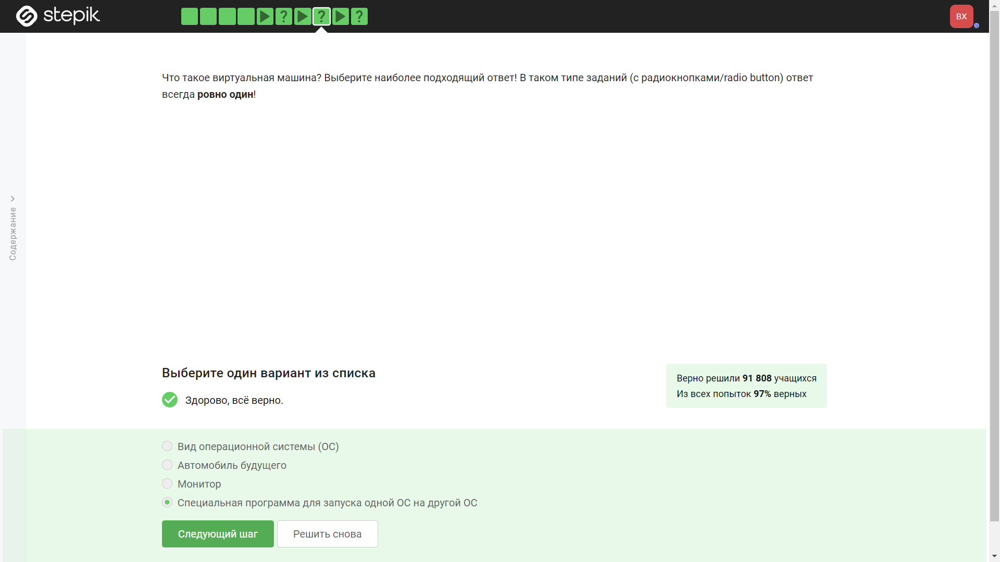 stepik
? ? ?
ВХ
Что такое виртуальная машина? Выберите наиболее подходящий ответ! В таком типе заданий (с радиокнопками/radio button) ответ
всегда ровно один!
Содержание
Выберите один вариант из списка
Здорово, всё верно.
Верно решили 91 808 учащихся
Из всех попыток 97% верных
Вид операционной системы (ОС)
Автомобиль будущего
Монитор
Специальная программа для запуска одной ОС на другой ОС
Следующий шаг
Решить снова